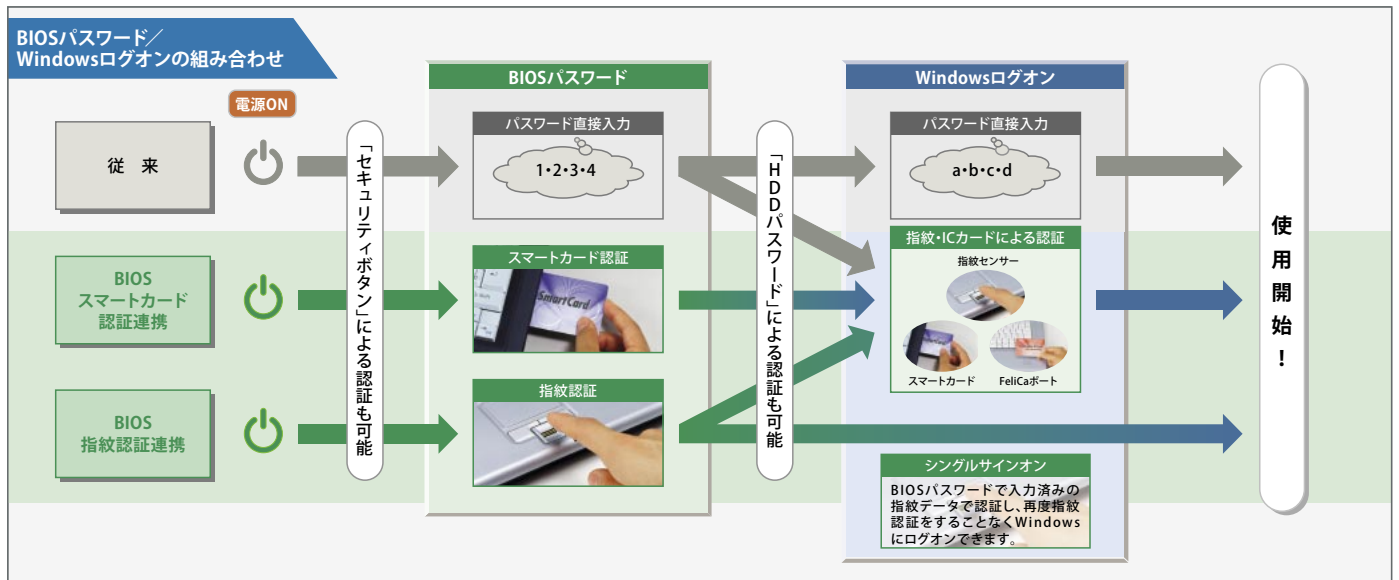 BIOSパスワード／
Windowsログオンの組み合わせ
電源ON
従 来
BIOS
スマートカード
認証連携
BIOS
指紋認証連携
「セキュリティボタン」による認証も可能
BIOSパスワード
パスワード直接入力
1・2・3・4
スマートカード認証
SmartCard
指紋認証
「HDDパスワード」による認証も可能
Windowsログオン
パスワード直接入力
a・b・c・d
指紋・ICカードによる認証
指紋センサー
スマートカード
FeliCaポート
シングルサインオン
BIOSパスワードで入力済みの
指紋データで認証し、再度指紋
認証をすることなくWindows
にログオンできます。
使用開始！